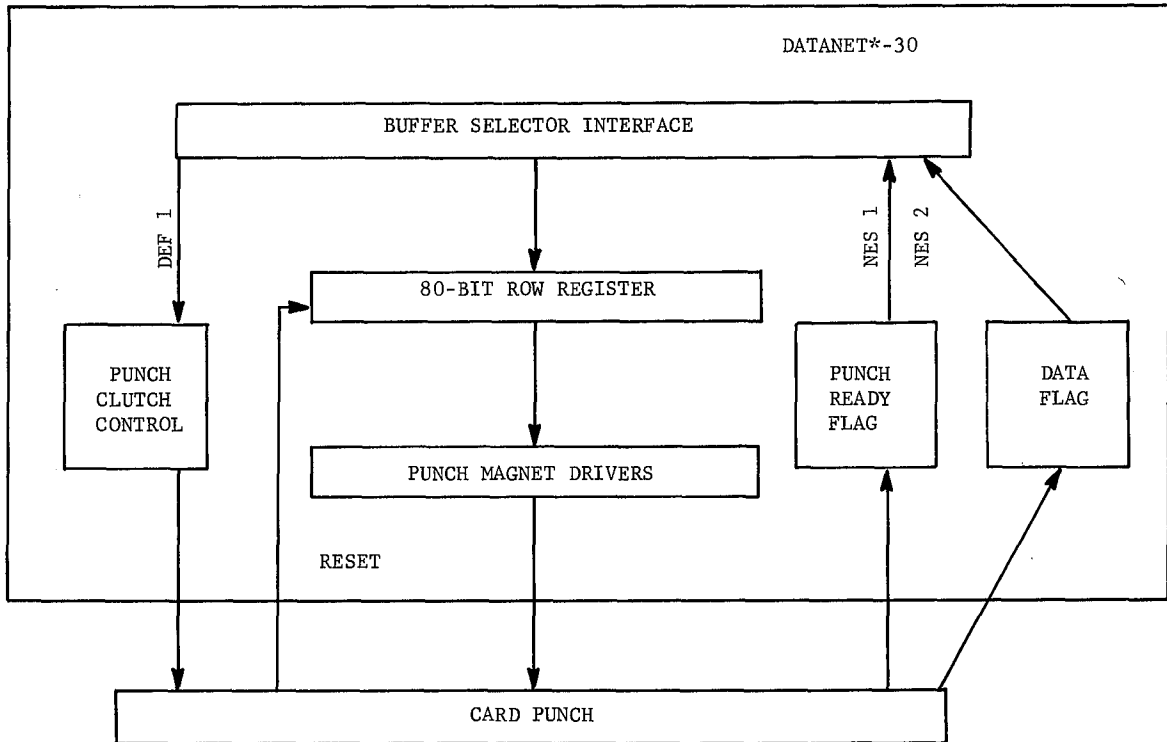 DATANET*-30
BUFFER SELECTOR INTERFACE
DEF 1
NES 1
NES 2
80-BIT ROW REGISTER
PUNCH
CLUTCH
CONTROL
PUNCH
READY
FLAG
DATA
FLAG
PUNCH MAGNET DRIVERS
RESET
CARD PUNCH